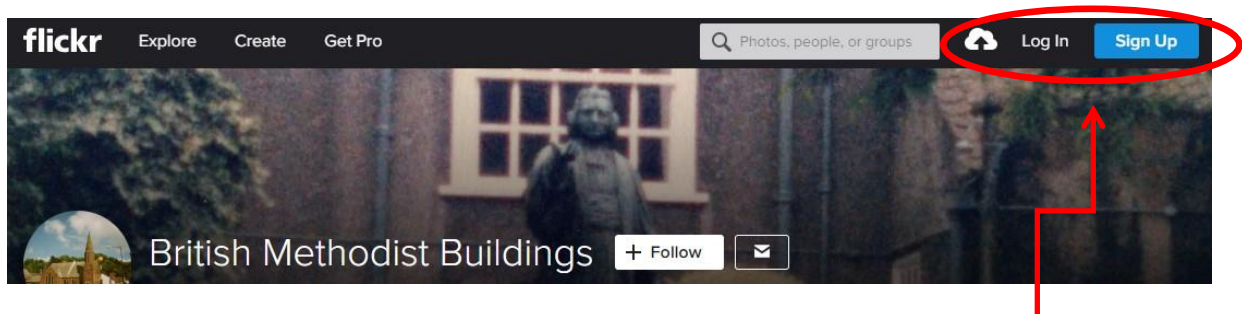 flickr Explore Create Get Pro Photos, people, or groups Log In Sign Up
British Methodist Buildings + Follow